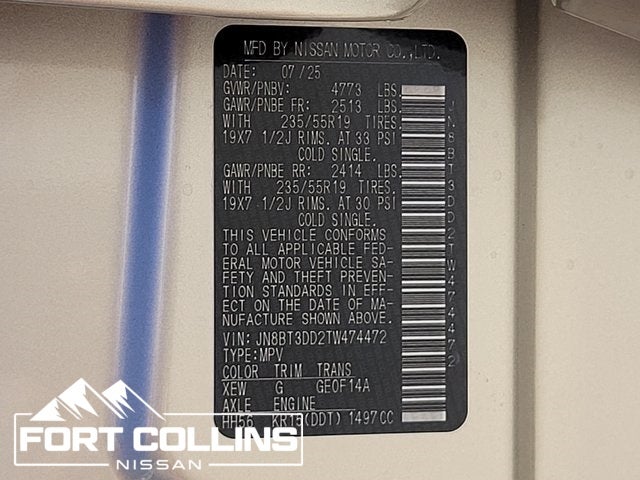 MFD BY NISSAN MOTOR CO.,LTD.
DATE: 07/25
GVWR/PNBV: 4773 LBS.
GAWR/PNBE FR: 2513 LBS.
WITH 235/55R19 TIRES.
19X7 1/2J RIMS. AT 33 PSI
COLD SINGLE.
GAWR/PNBE RR: 2414 LBS.
WITH 235/55R19 TIRES.
19X7 1/2J RIMS. AT 30 PSI
COLD SINGLE.
THIS VEHICLE CONFORMS
TO ALL APPLICABLE FED-
ERAL MOTOR VEHICLE SA-
FETY AND THEFT PREVEN-
TION STANDARDS IN EFF-
ECT ON THE DATE OF MA-
NUFACTURE SHOWN ABOVE.
VIN: JN8BT3DD2TW474472
TYPE:MPV
COLOR TRIM TRANS
XEW G GE0F14A
AXLE ENGINE
HH56 KR15(DDT) 1497CC
JN8BT3DD2TW474472
FORT COLLINS
NISSAN